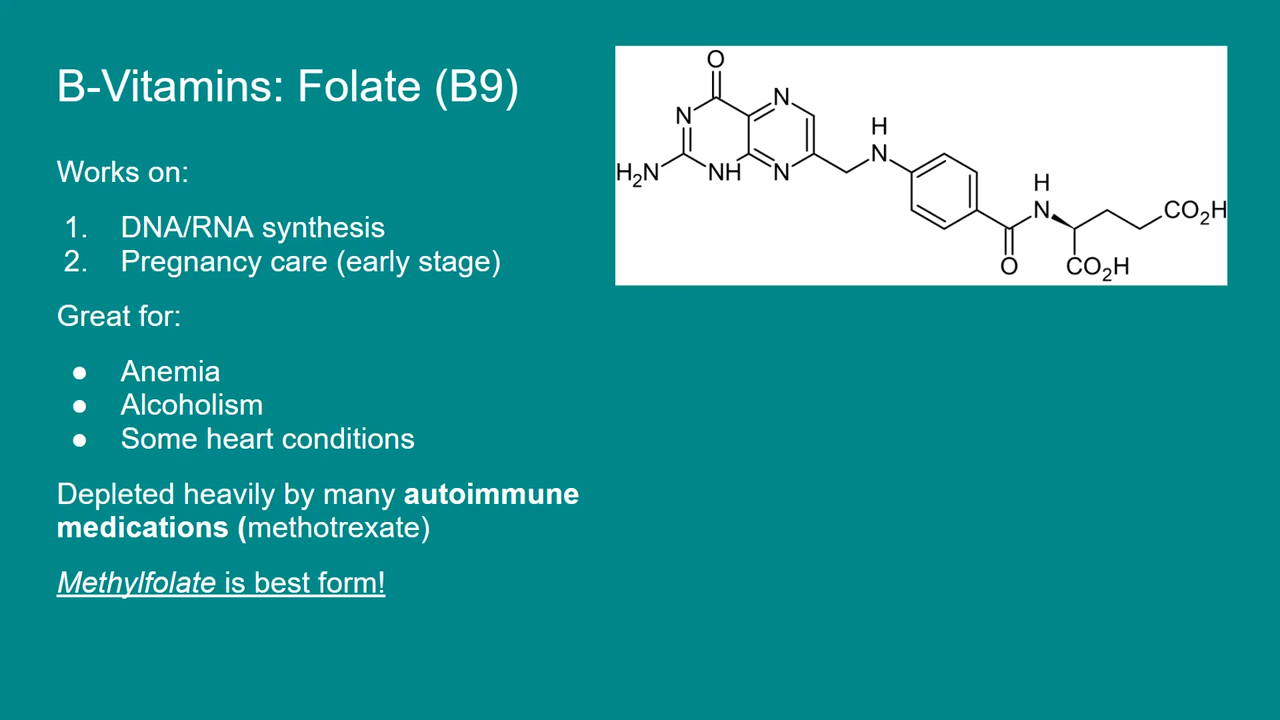 B-Vitamins: Folate (B9)
Works on:
1. DNA/RNA synthesis
2. Pregnancy care (early stage)
Great for:
● Anemia
● Alcoholism
● Some heart conditions
Depleted heavily by many autoimmune
medications (methotrexate)
Methylfolate is best form!
O
N
N
H
N
H₂N
NH
N
H
N
CO₂H
O
CO₂H